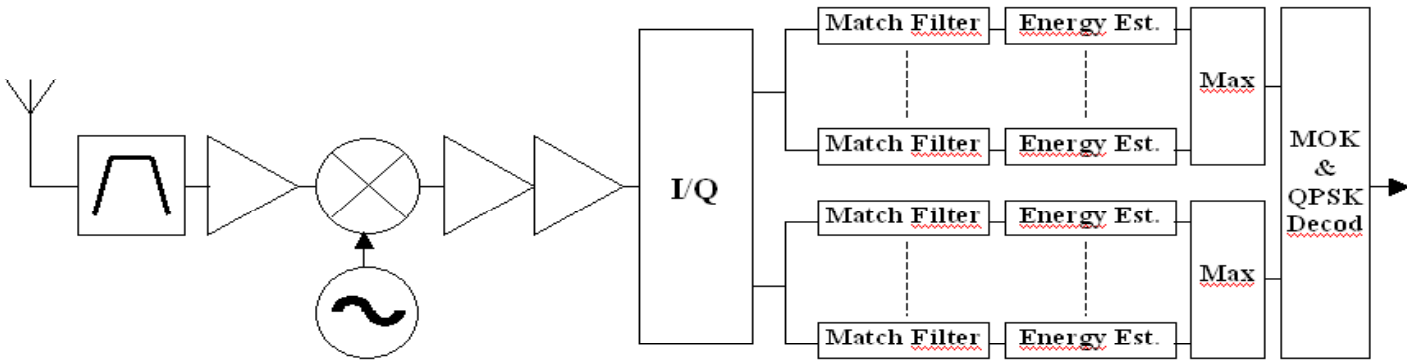 Match Filter
Energy Est.
Max
Match Filter
Energy Est.
I/Q
Match Filter
Energy Est.
Max
Match Filter
Energy Est.
MOK
&
QPSK
Decod